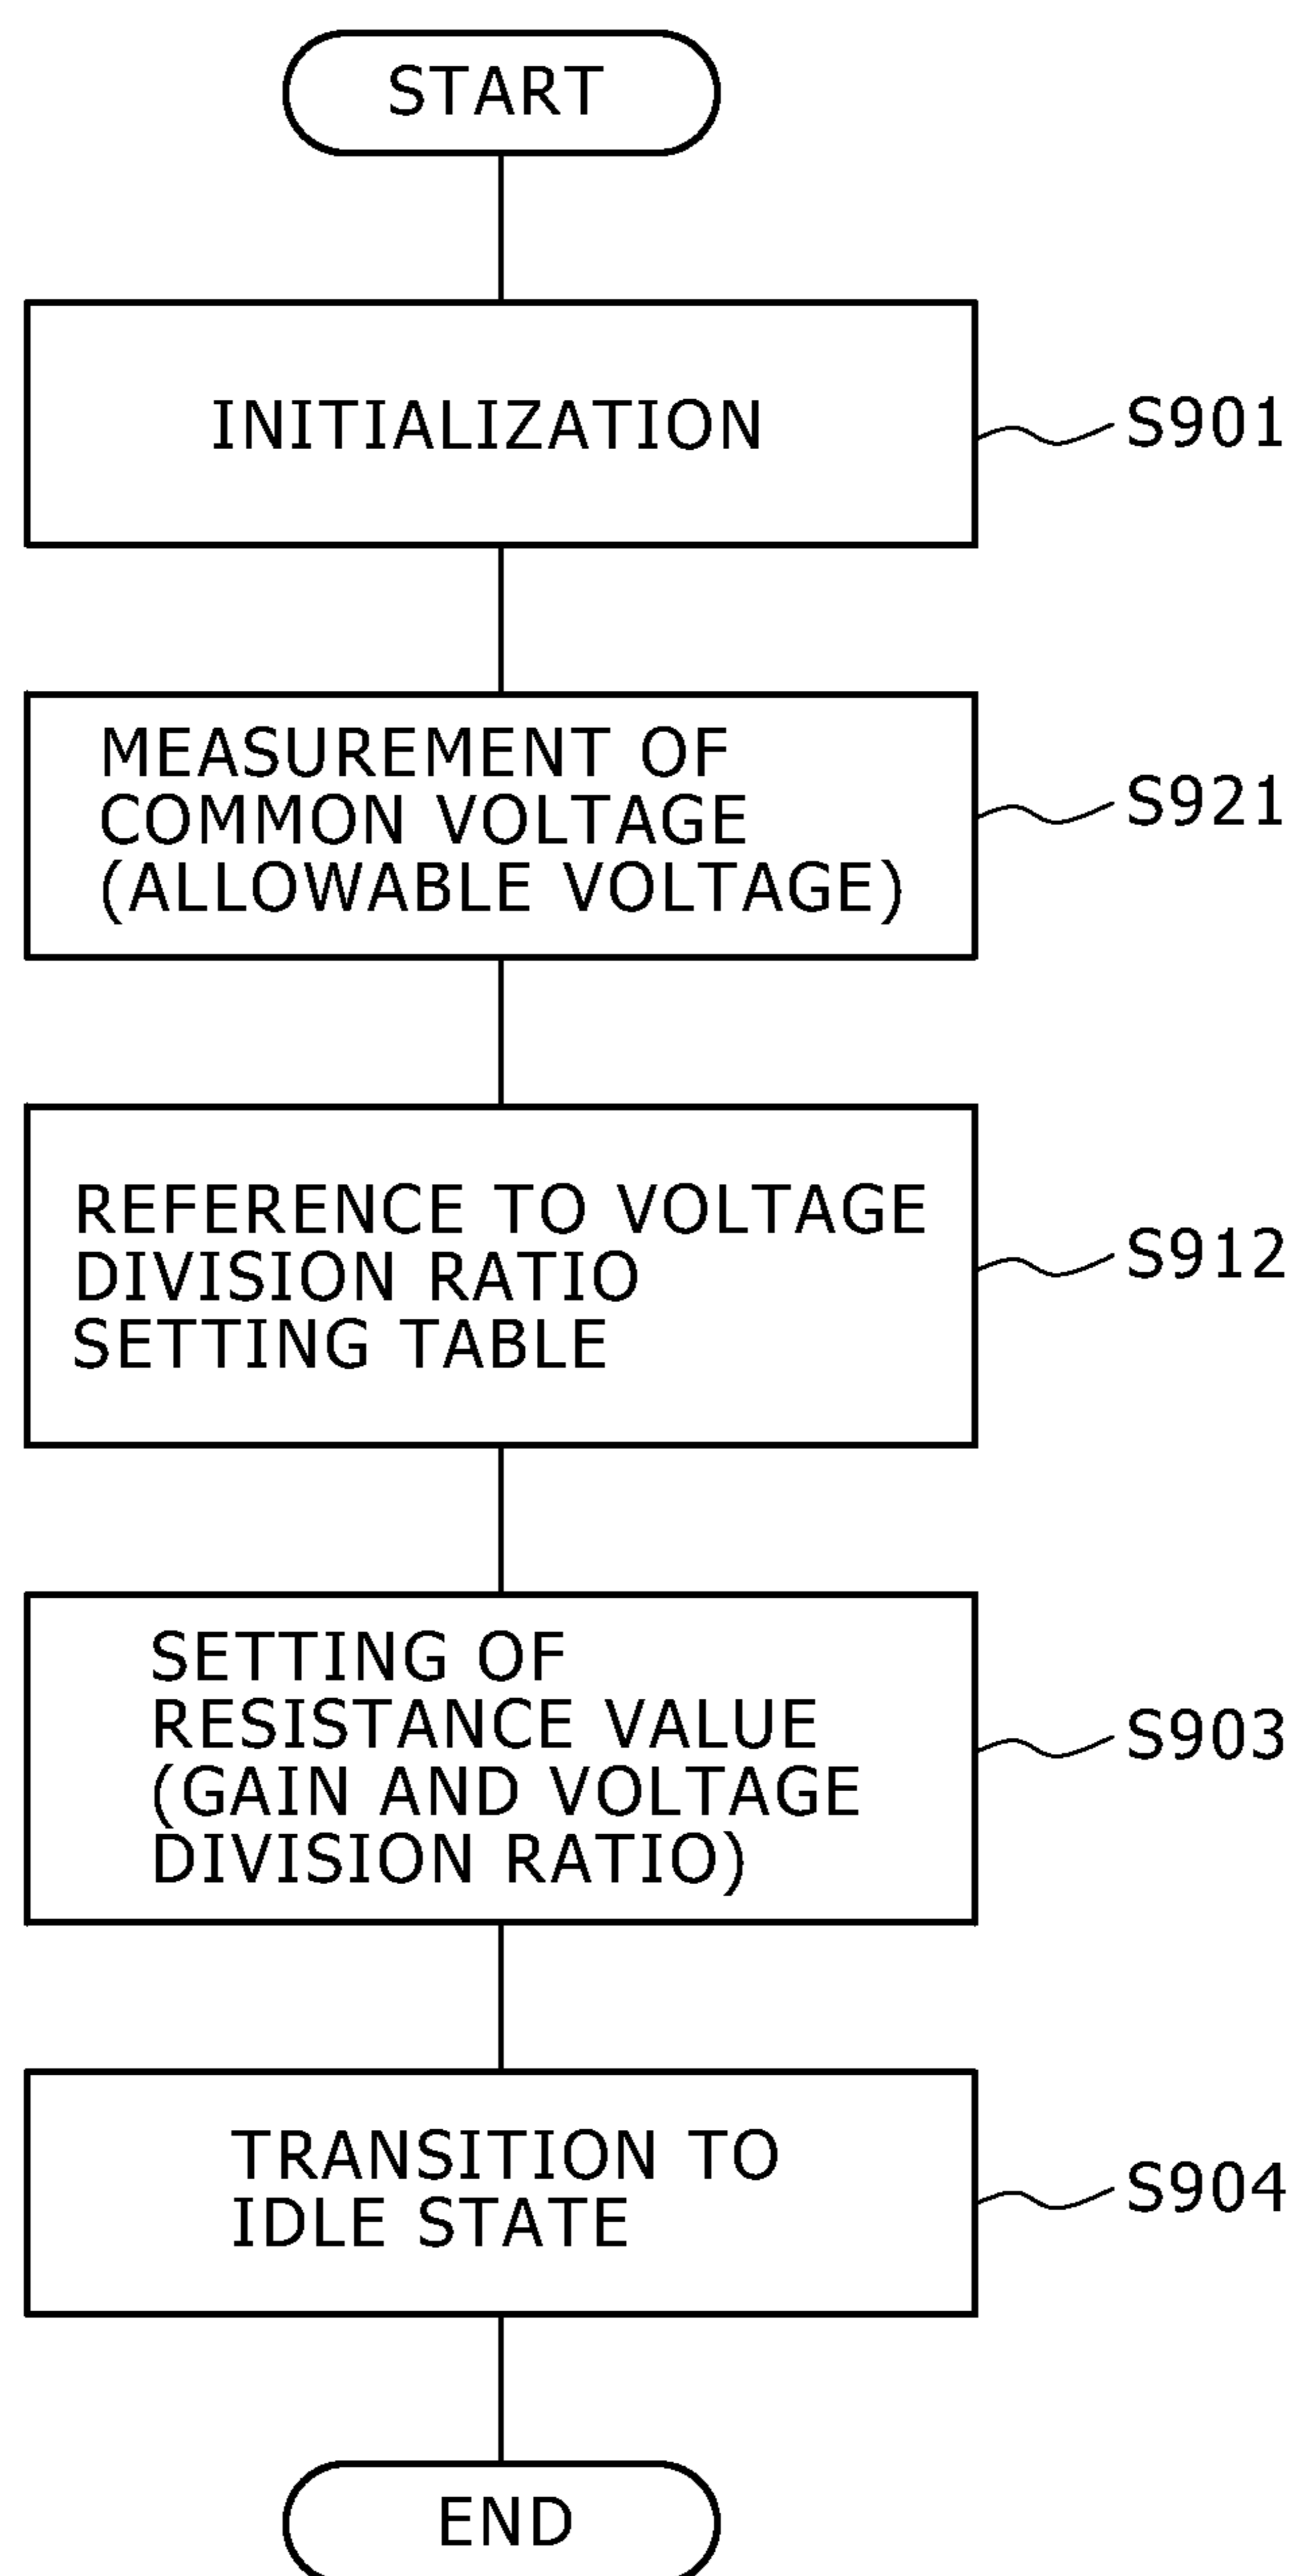 START
INITIALIZATION
S901
MEASUREMENT OF
COMMON VOLTAGE
(ALLOWABLE VOLTAGE)
S921
REFERENCE TO VOLTAGE
DIVISION RATIO
SETTING TABLE
S912
SETTING OF
RESISTANCE VALUE
(GAIN AND VOLTAGE
DIVISION RATIO)
S903
TRANSITION TO
IDLE STATE
S904
END